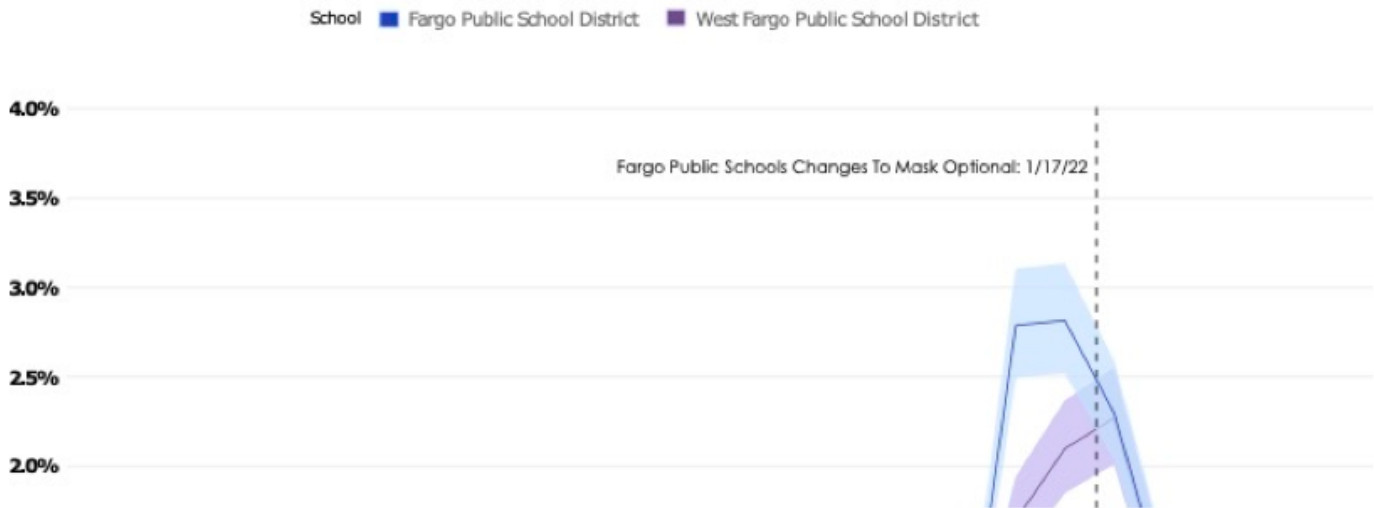 School Fargo Public School District West Fargo Public School District
4.0%
Fargo Public Schools Changes To Mask Optional: 1/17/22
3.5%
3.0%
2.5%
2.0%